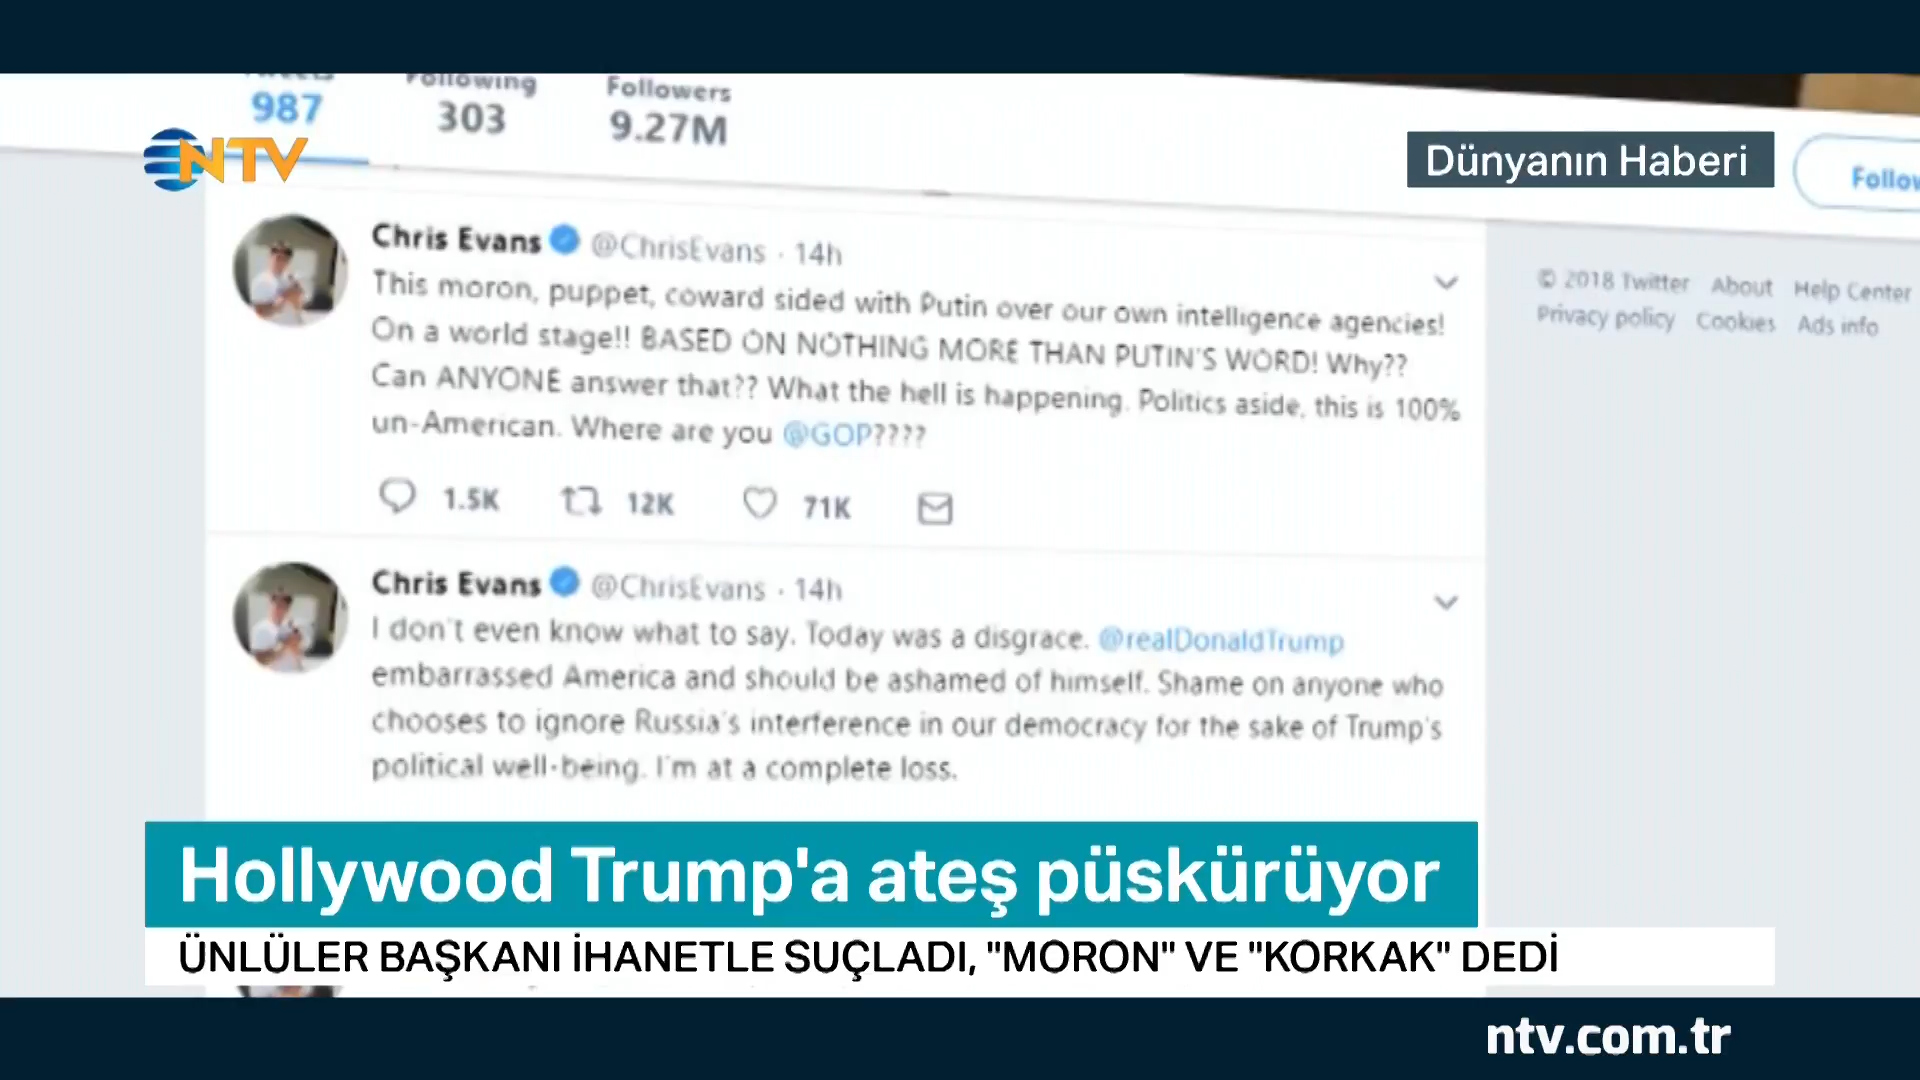 Tweets Following Followers
987 303 9.27M
NTV
Dünyanın Haberi
Chris Evans @ChrisEvans · 14h
This moron, puppet, coward sided with Putin over our own intelligence agencies!
On a world stage!! BASED ON NOTHING MORE THAN PUTIN'S WORD! Why??
Can ANYONE answer that?? What the hell is happening. Politics aside, this is 100%
un-American. Where are you @GOP????
1.5K 12K 71K
© 2018 Twitter About Help Center
Privacy policy Cookies Ads info
Chris Evans @ChrisEvans · 14h
I don't even know what to say. Today was a disgrace. @realDonaldTrump
embarrassed America and should be ashamed of himself. Shame on anyone who
chooses to ignore Russia's interference in our democracy for the sake of Trump's
political well-being. I'm at a complete loss.
Hollywood Trump'a ateş püskürüyor
ÜNLÜLER BAŞKANI İHANETLE SUÇLADI, "MORON" VE "KORKAK" DEDİ
ntv.com.tr